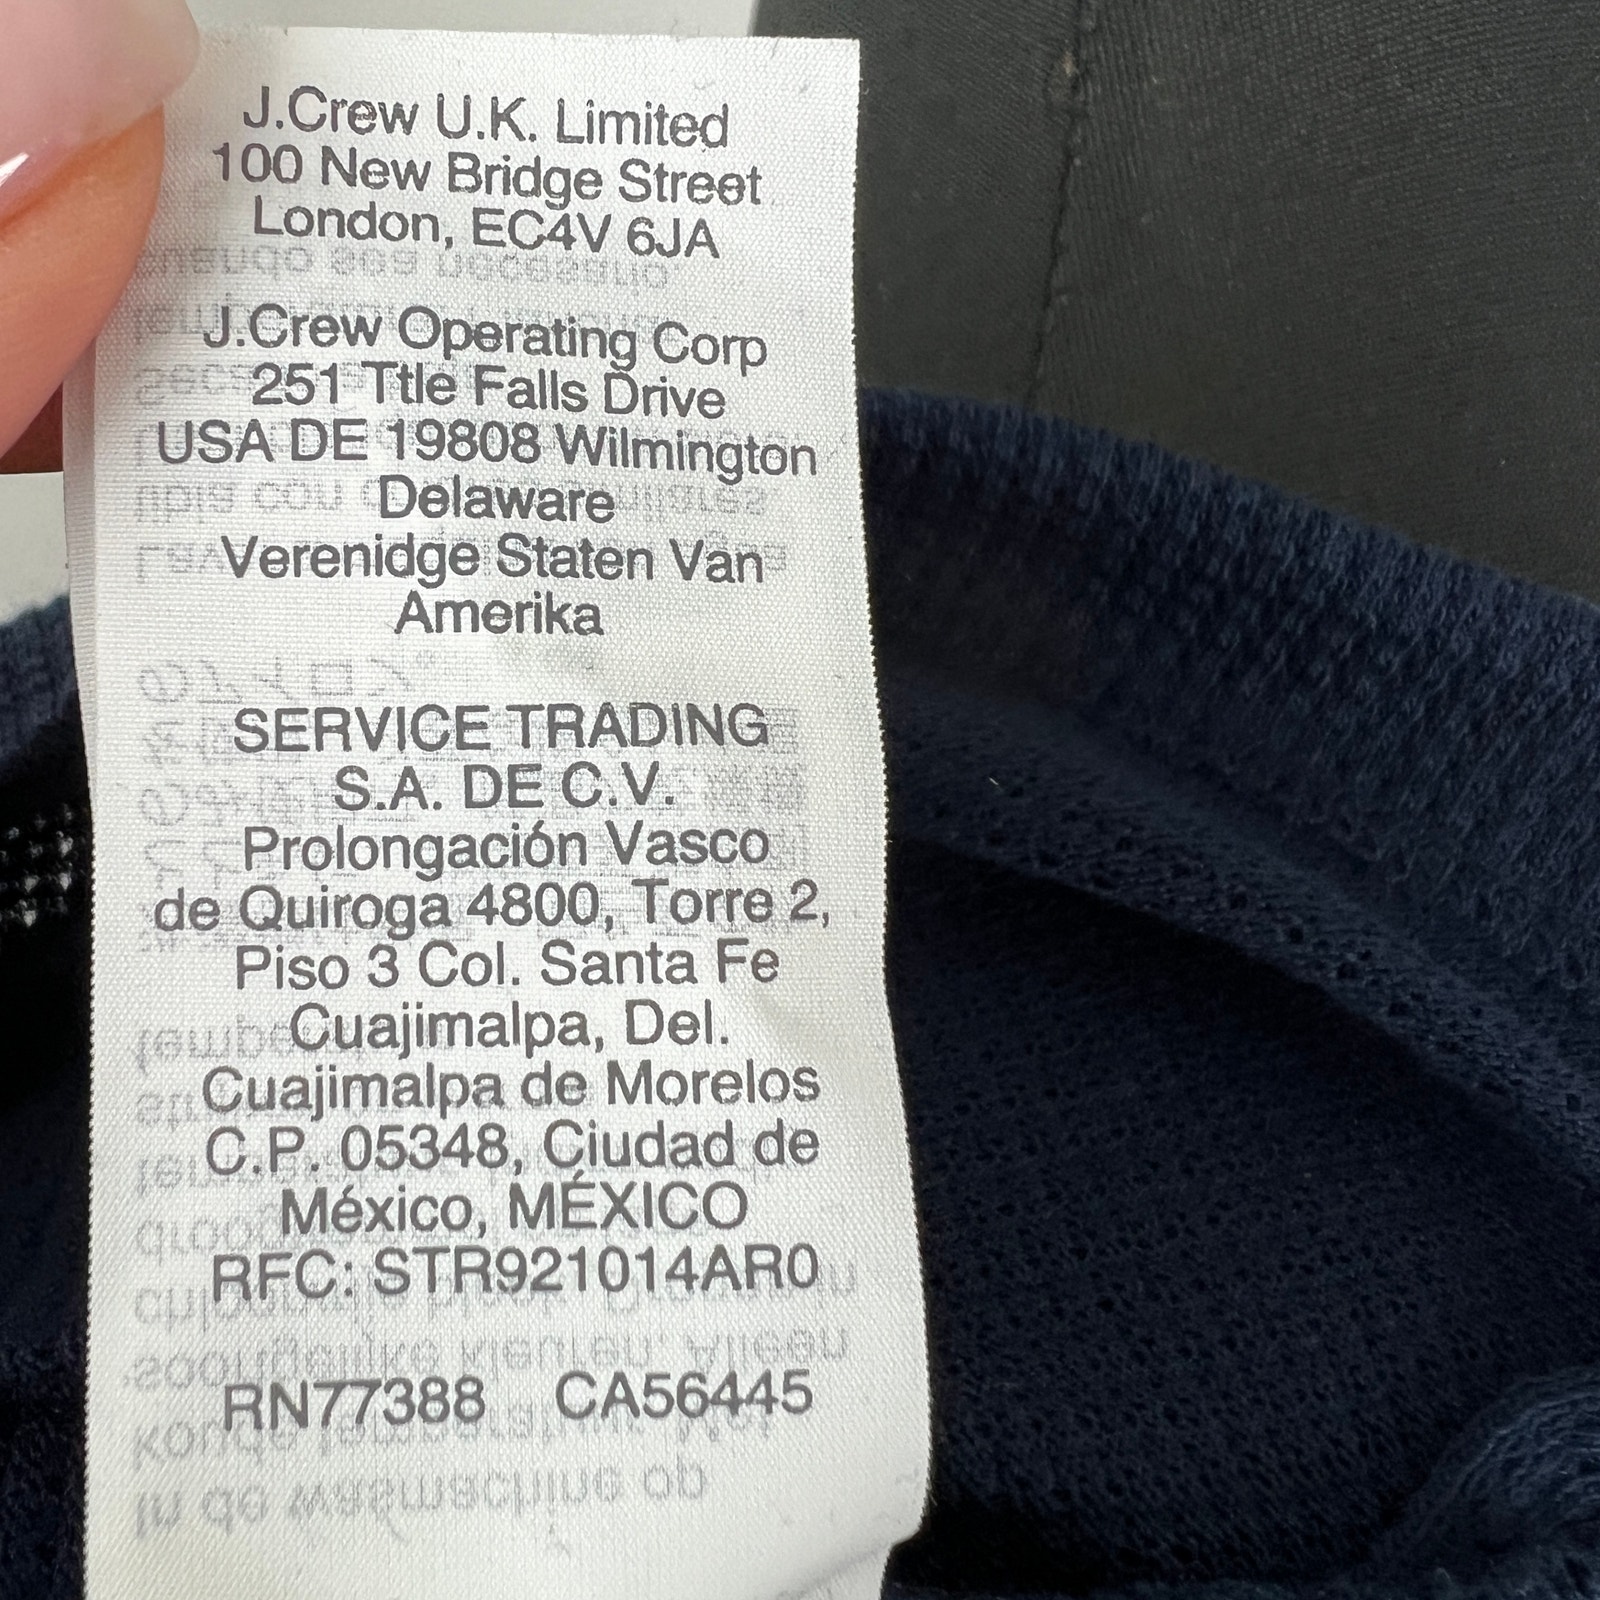 J.Crew U.K. Limited
100 New Bridge Street
London, EC4V 6JA
J.Crew Operating Corp
251 Ttle Falls Drive
USA DE 19808 Wilmington
Delaware
Verenidge Staten Van
Amerika
SERVICE TRADING
S.A. DE C.V.
Prolongación Vasco
de Quiroga 4800, Torre 2,
Piso 3 Col. Santa Fe
Cuajimalpa, Del.
Cuajimalpa de Morelos
C.P. 05348, Ciudad de
México, MÉXICO
RFC: STR921014AR0
RN77388 CA56445